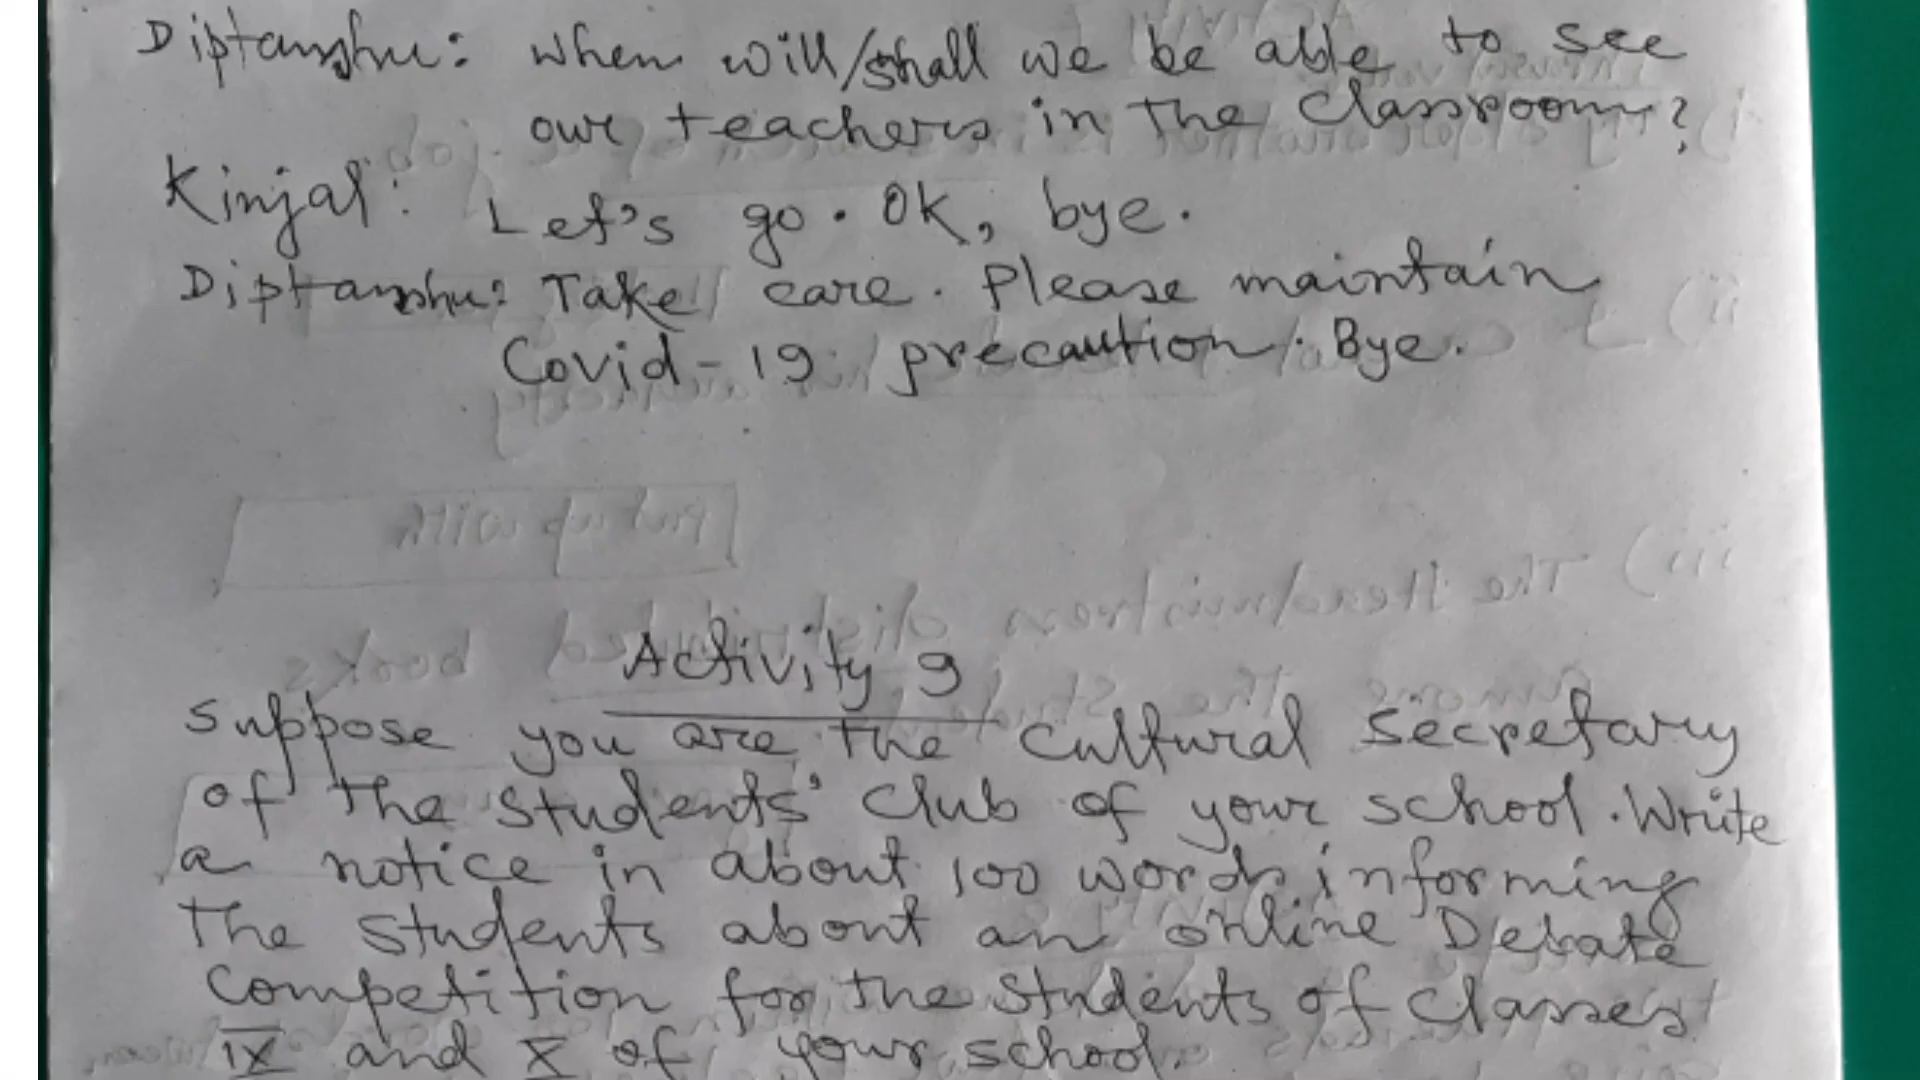 Diptanshu: When will/shall we be able to see
our teachers in the Classroom?
Kinjal: Let's go. OK, bye.
Diptanshu: Take care. Please maintain
Covid-19 precaution. Bye.
Activity 9
Suppose you are the Cultural Secretary
of the Students' Club of your school. Write
a notice in about 100 words informing
the students about an online Debate
Competition for the students of Classes
IX and X of your school.